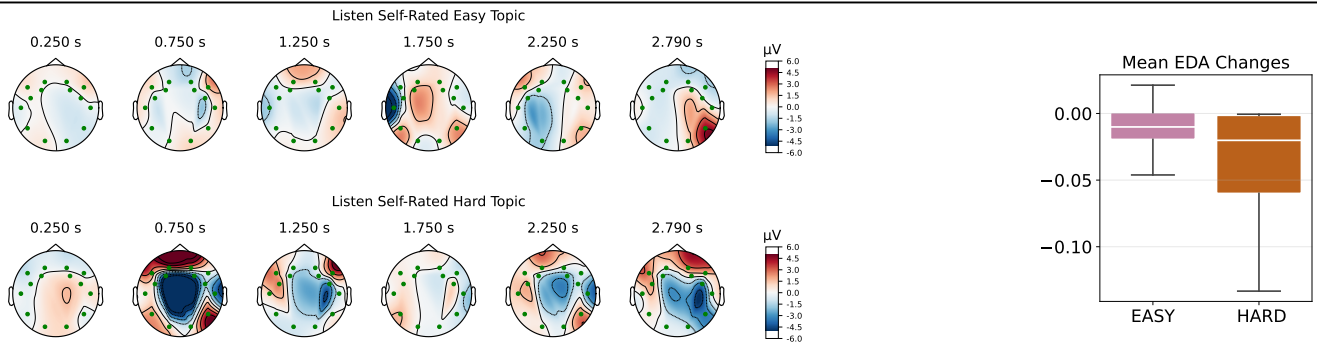 Listen Self-Rated Easy Topic
0.250 s 0.750 s 1.250 s 1.750 s 2.250 s 2.790 s
µV
6.0
4.5
3.0
1.5
0.0
-1.5
-3.0
-4.5
-6.0
Listen Self-Rated Hard Topic
0.250 s 0.750 s 1.250 s 1.750 s 2.250 s 2.790 s
µV
6.0
4.5
3.0
1.5
0.0
-1.5
-3.0
-4.5
-6.0
Mean EDA Changes
0.00
−0.05
−0.10
EASY HARD